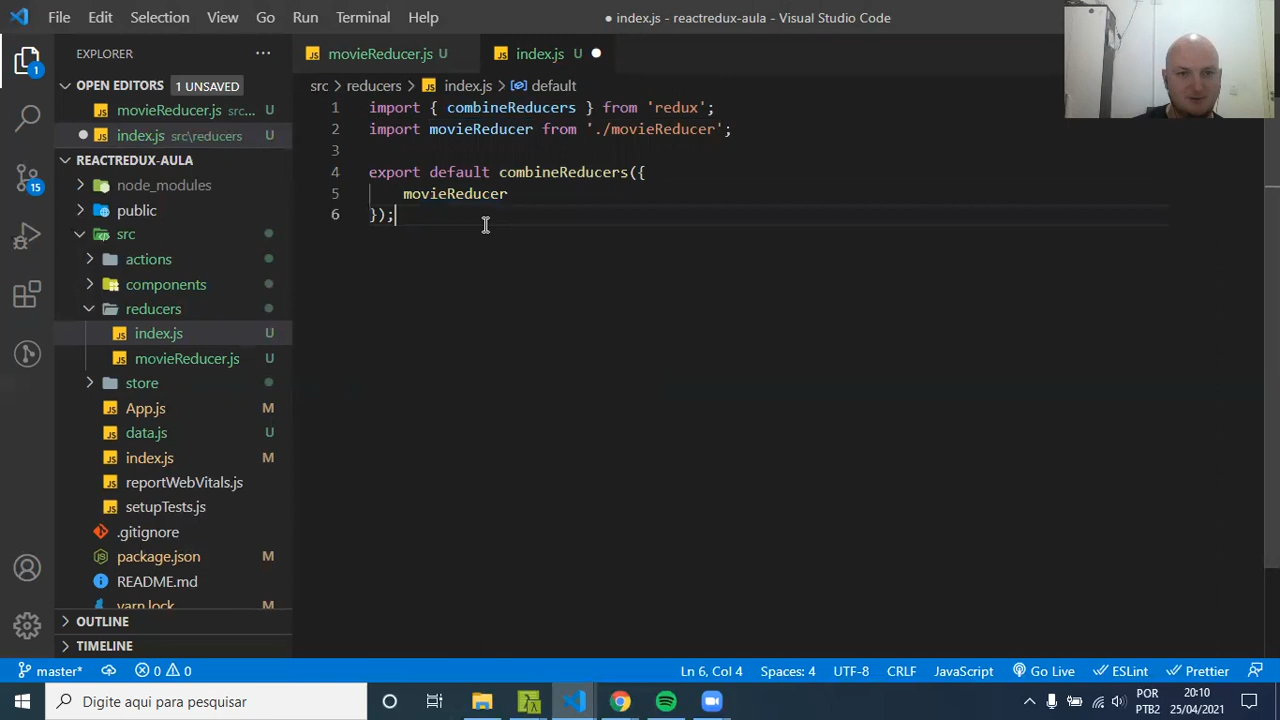 File Edit Selection View Go Run Terminal Help
● index.js - reactredux-aula - Visual Studio Code
EXPLORER ...
OPEN EDITORS 1 UNSAVED
movieReducer.js src...
index.js src\reducers
REACTREDUX-AULA
node_modules
public
src
actions
components
reducers
index.js U
movieReducer.js U
store
App.js M
data.js U
index.js M
reportWebVitals.js
setupTests.js
.gitignore
package.json M
README.md
yarn.lock M
OUTLINE
TIMELINE
1
15
movieReducer.js U
index.js U
src > reducers > index.js > default
1 import { combineReducers } from 'redux';
2 import movieReducer from './movieReducer';
3
4 export default combineReducers({
5 movieReducer
6 });
master* 0 0 Ln 6, Col 4 Spaces: 4 UTF-8 CRLF JavaScript Go Live ESLint Prettier
Digite aqui para pesquisar
POR
PTB2
20:10
25/04/2021